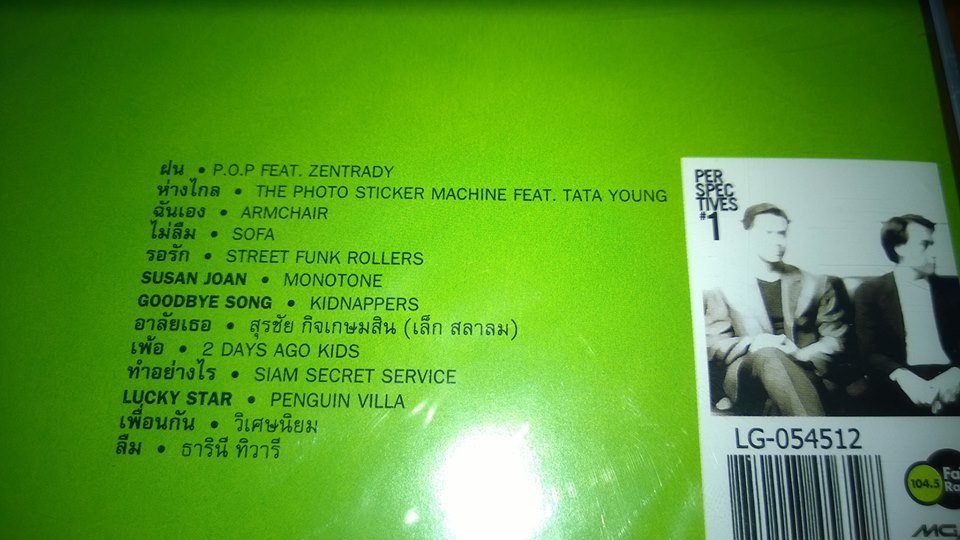 ฝน • P.O.P FEAT. ZENTRADY
ห่างไกล • THE PHOTO STICKER MACHINE FEAT. TATA YOUNG
ฉันเอง • ARMCHAIR
ไม่ลืม • SOFA
รอรัก • STREET FUNK ROLLERS
SUSAN JOAN • MONOTONE
GOODBYE SONG • KIDNAPPERS
อาลัยเธอ • สุรชัย กิจเกษมสิน (เล็ก สลาลม)
เพ้อ • 2 DAYS AGO KIDS
ทำอย่างไร • SIAM SECRET SERVICE
LUCKY STAR • PENGUIN VILLA
เพื่อนกัน • วิเศษนิยม
ลืม • ธารินี ทิวารี
PER
SPEC
TIVES
#1
LG-054512
104.5